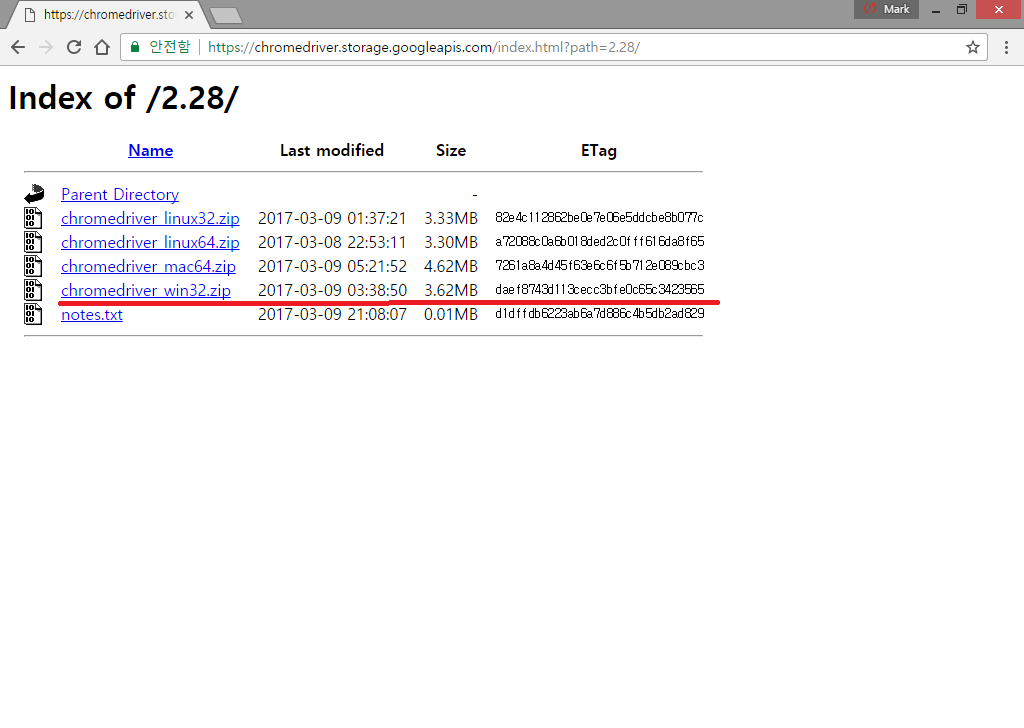 https://chromedriver.sto
Mark
안전함 https://chromedriver.storage.googleapis.com/index.html?path=2.28/
Index of /2.28/
Name Last modified Size ETag
Parent Directory -
chromedriver_linux32.zip 2017-03-09 01:37:21 3.33MB 82e4c112862be0e7e06e5ddcbe8b077c
chromedriver_linux64.zip 2017-03-08 22:53:11 3.30MB a72088c0a6b018ded2c0fff616da8f65
chromedriver_mac64.zip 2017-03-09 05:21:52 4.62MB 7261a8a4d45f63e6c6f5b712e089cbc3
chromedriver_win32.zip 2017-03-09 03:38:50 3.62MB daef8743d113cecc3bfe0c65c3423565
notes.txt 2017-03-09 21:08:07 0.01MB d1dffdb6223ab6a7d886c4b5db2ad829